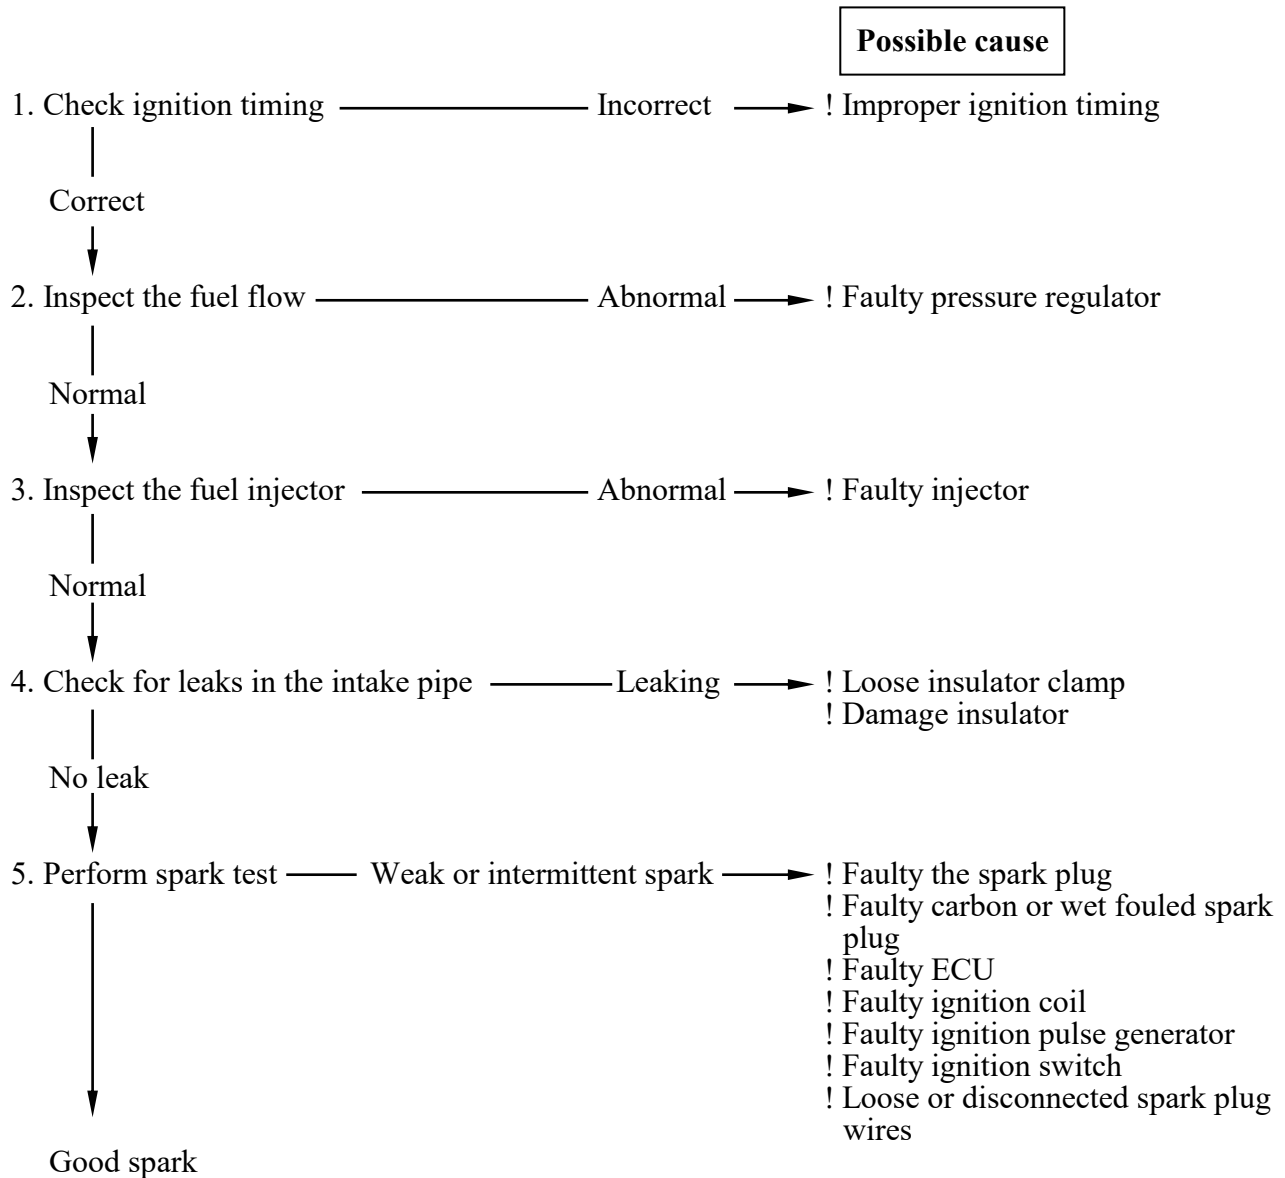 Possible cause
1. Check ignition timing Incorrect ! Improper ignition timing
Correct
2. Inspect the fuel flow Abnormal ! Faulty pressure regulator
Normal
3. Inspect the fuel injector Abnormal ! Faulty injector
Normal
4. Check for leaks in the intake pipe Leaking ! Loose insulator clamp
! Damage insulator
No leak
5. Perform spark test Weak or intermittent spark ! Faulty the spark plug
! Faulty carbon or wet fouled spark
plug
! Faulty ECU
! Faulty ignition coil
! Faulty ignition pulse generator
! Faulty ignition switch
! Loose or disconnected spark plug
wires
Good spark